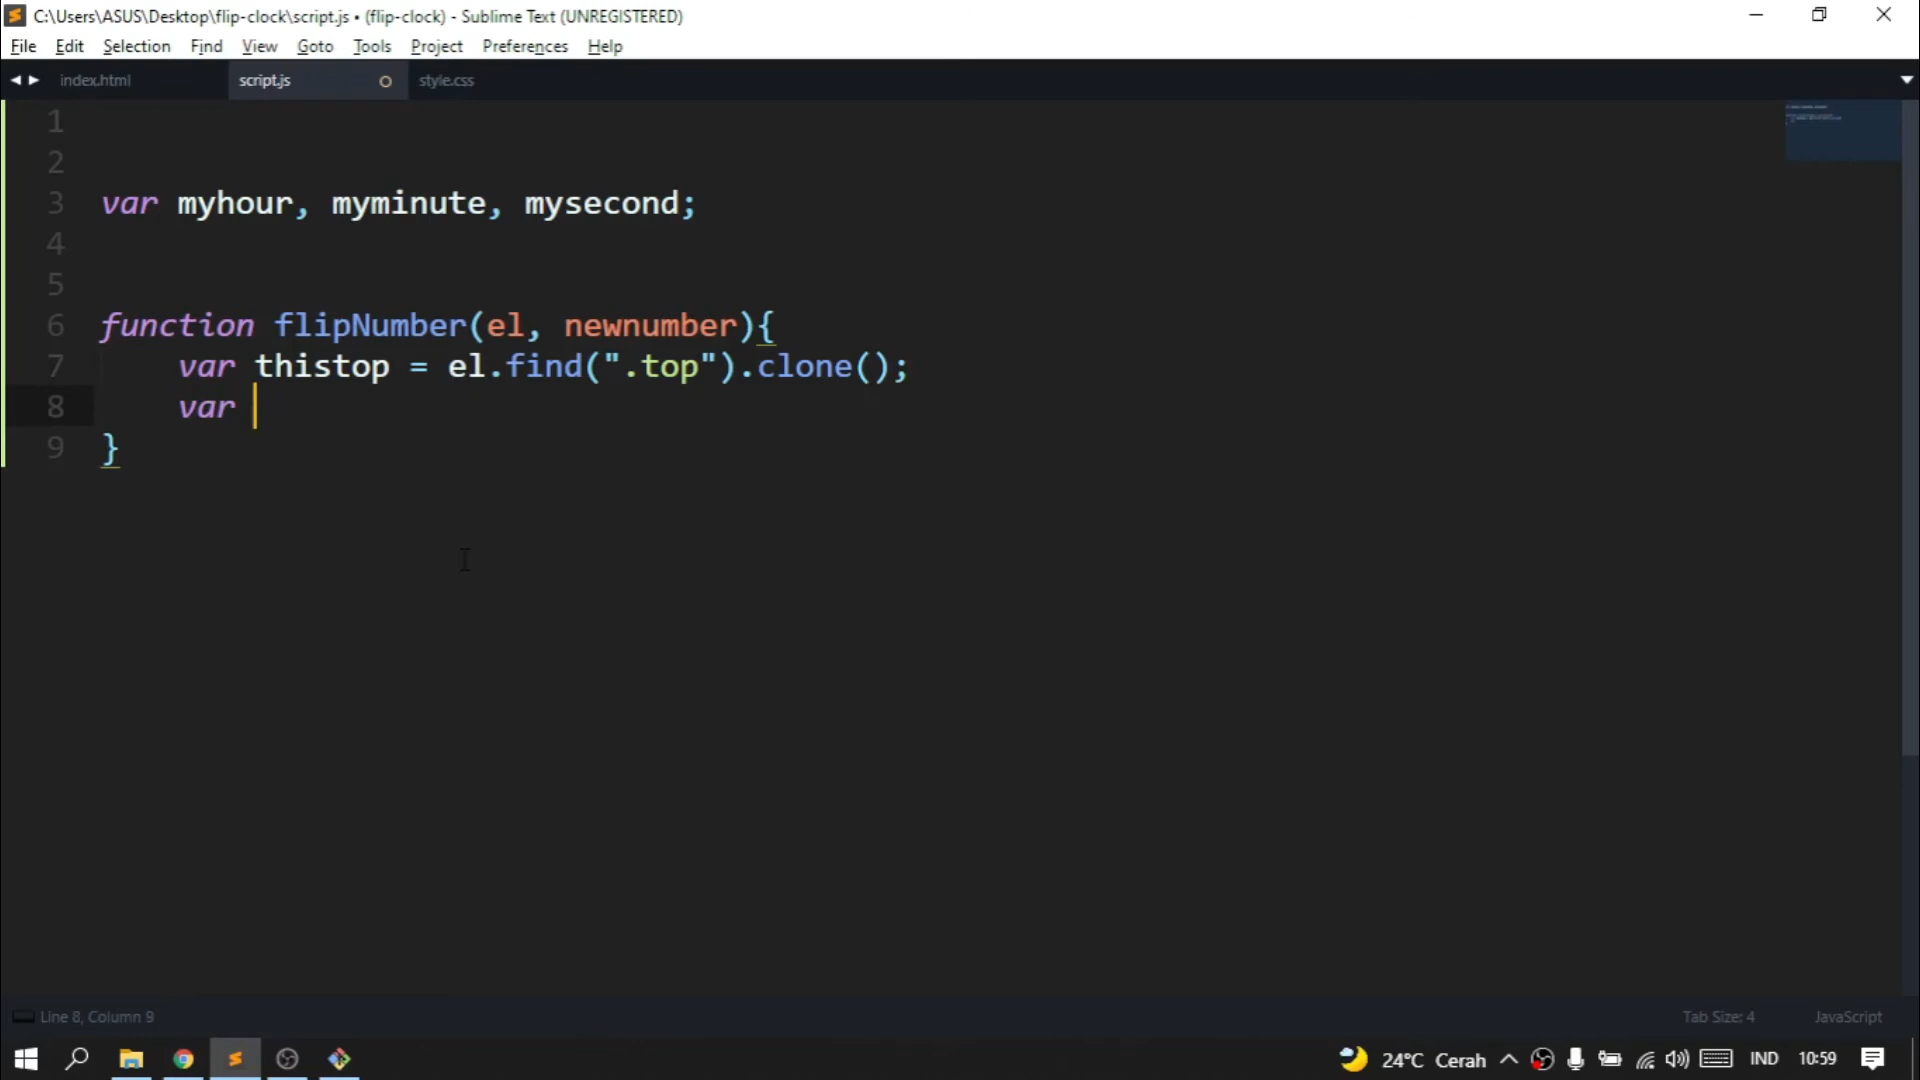 C:\Users\ASUS\Desktop\flip-clock\script.js • (flip-clock) - Sublime Text (UNREGISTERED)
File Edit Selection Find View Goto Tools Project Preferences Help
index.html script.js style.css
1
2
3 var myhour, myminute, mysecond;
4
5
6 function flipNumber(el, newnumber){
7 var thistop = el.find(".top").clone();
8 var
9 }
Line 8, Column 9 Tab Size: 4 JavaScript
24°C Cerah IND 10:59